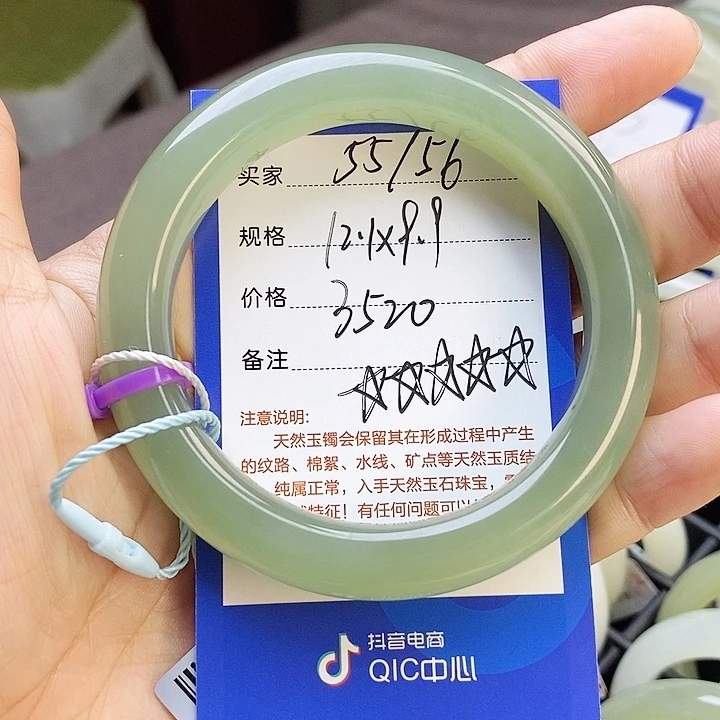 买家 55/56
规格 12.1x9.9
价格 3520
备注 ☆☆☆☆☆
注意说明:
天然玉镯会保留其在形成过程中产生
的纹路、棉絮、水线、矿点等天然玉质结
纯属正常，入手天然玉石珠宝，
特征！有任何问题可以
抖音电商
QIC中心